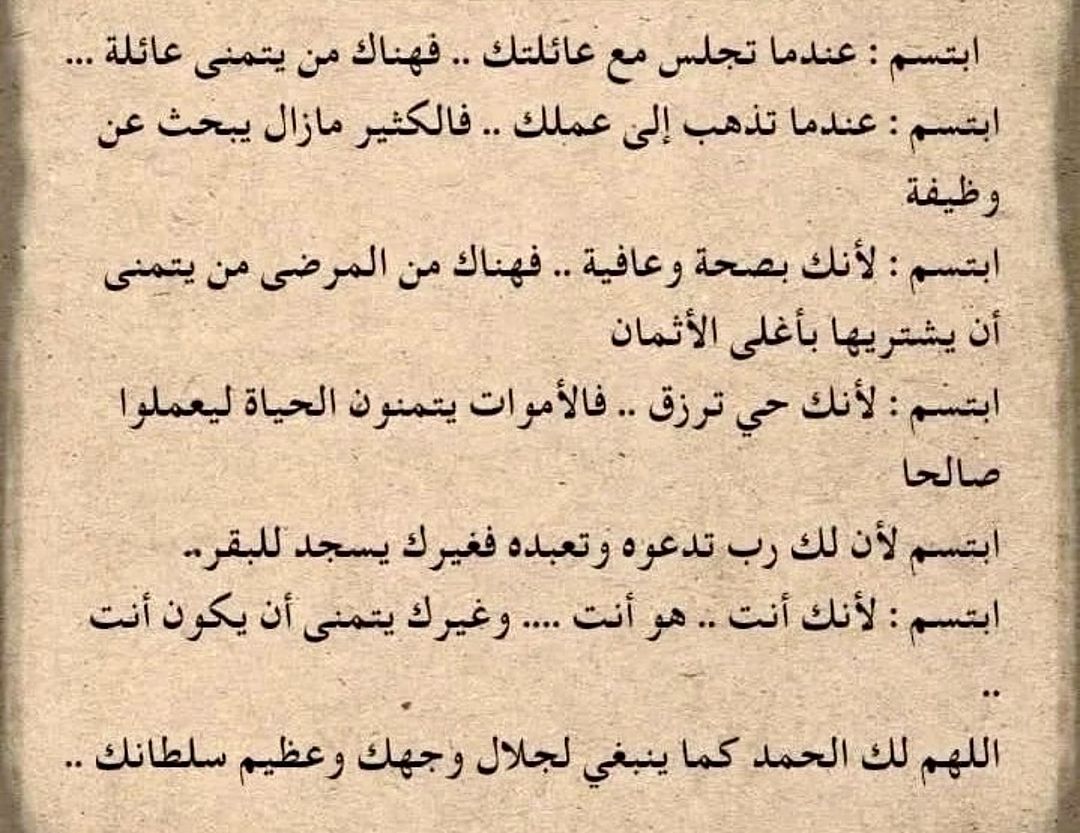 ابتسم : عندما تجلس مع عائلتك .. فهناك من يتمنى عائلة ...
ابتسم : عندما تذهب إلى عملك .. فالكثير مازال يبحث عن
وظيفة
ابتسم : لأنك بصحة وعافية .. فهناك من المرضى من يتمنى
أن يشتريها بأغلى الأثمان
ابتسم : لأنك حي ترزق .. فالأموات يتمنون الحياة ليعملوا
صالحا
ابتسم لأن لك رب تدعوه وتعبده فغيرك يسجد للبقر..
ابتسم : لأنك أنت .. هو أنت .... وغيرك يتمنى أن يكون أنت
..
اللهم لك الحمد كما ينبغي لجلال وجهك وعظيم سلطانك ..